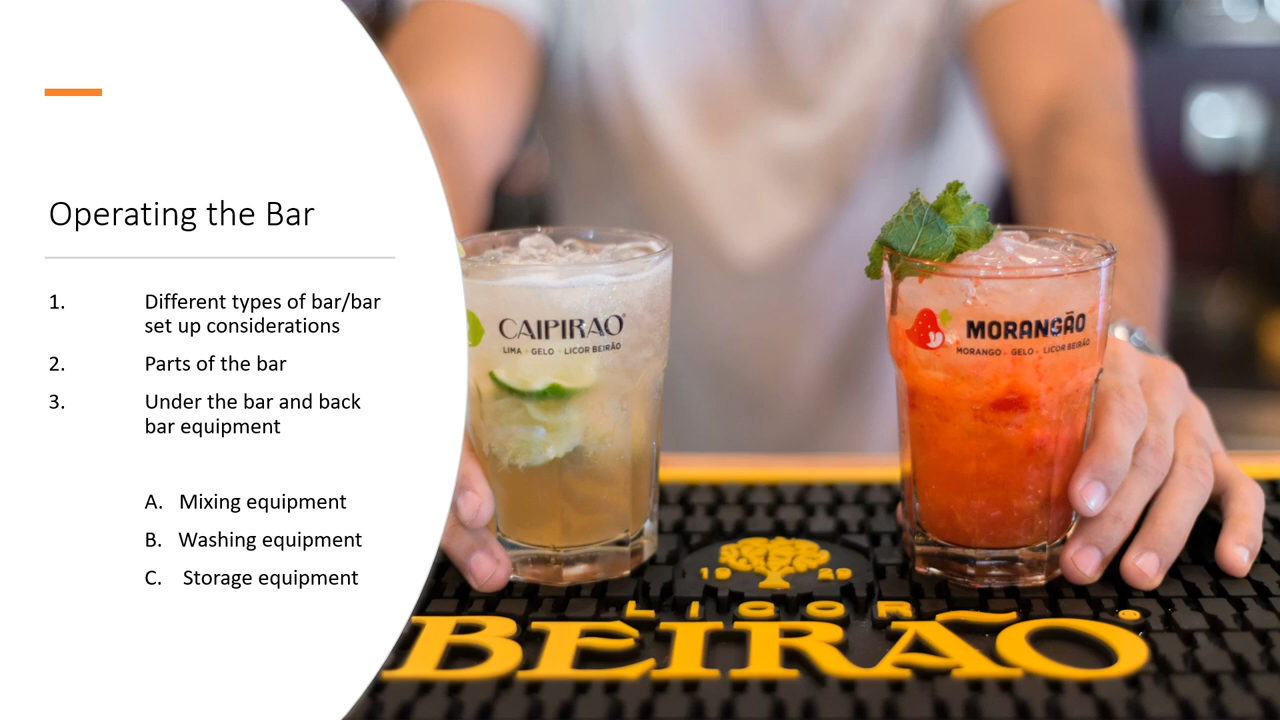 Operating the Bar
1. Different types of bar/bar
set up considerations
2. Parts of the bar
3. Under the bar and back
bar equipment
A. Mixing equipment
B. Washing equipment
C. Storage equipment
CAIPIRÃO
LIMA GELO LICOR BEIRÃO
MORANGÃO
MORANGO GELO LICOR BEIRÃO
19 29
LICOR
BEIRÃO